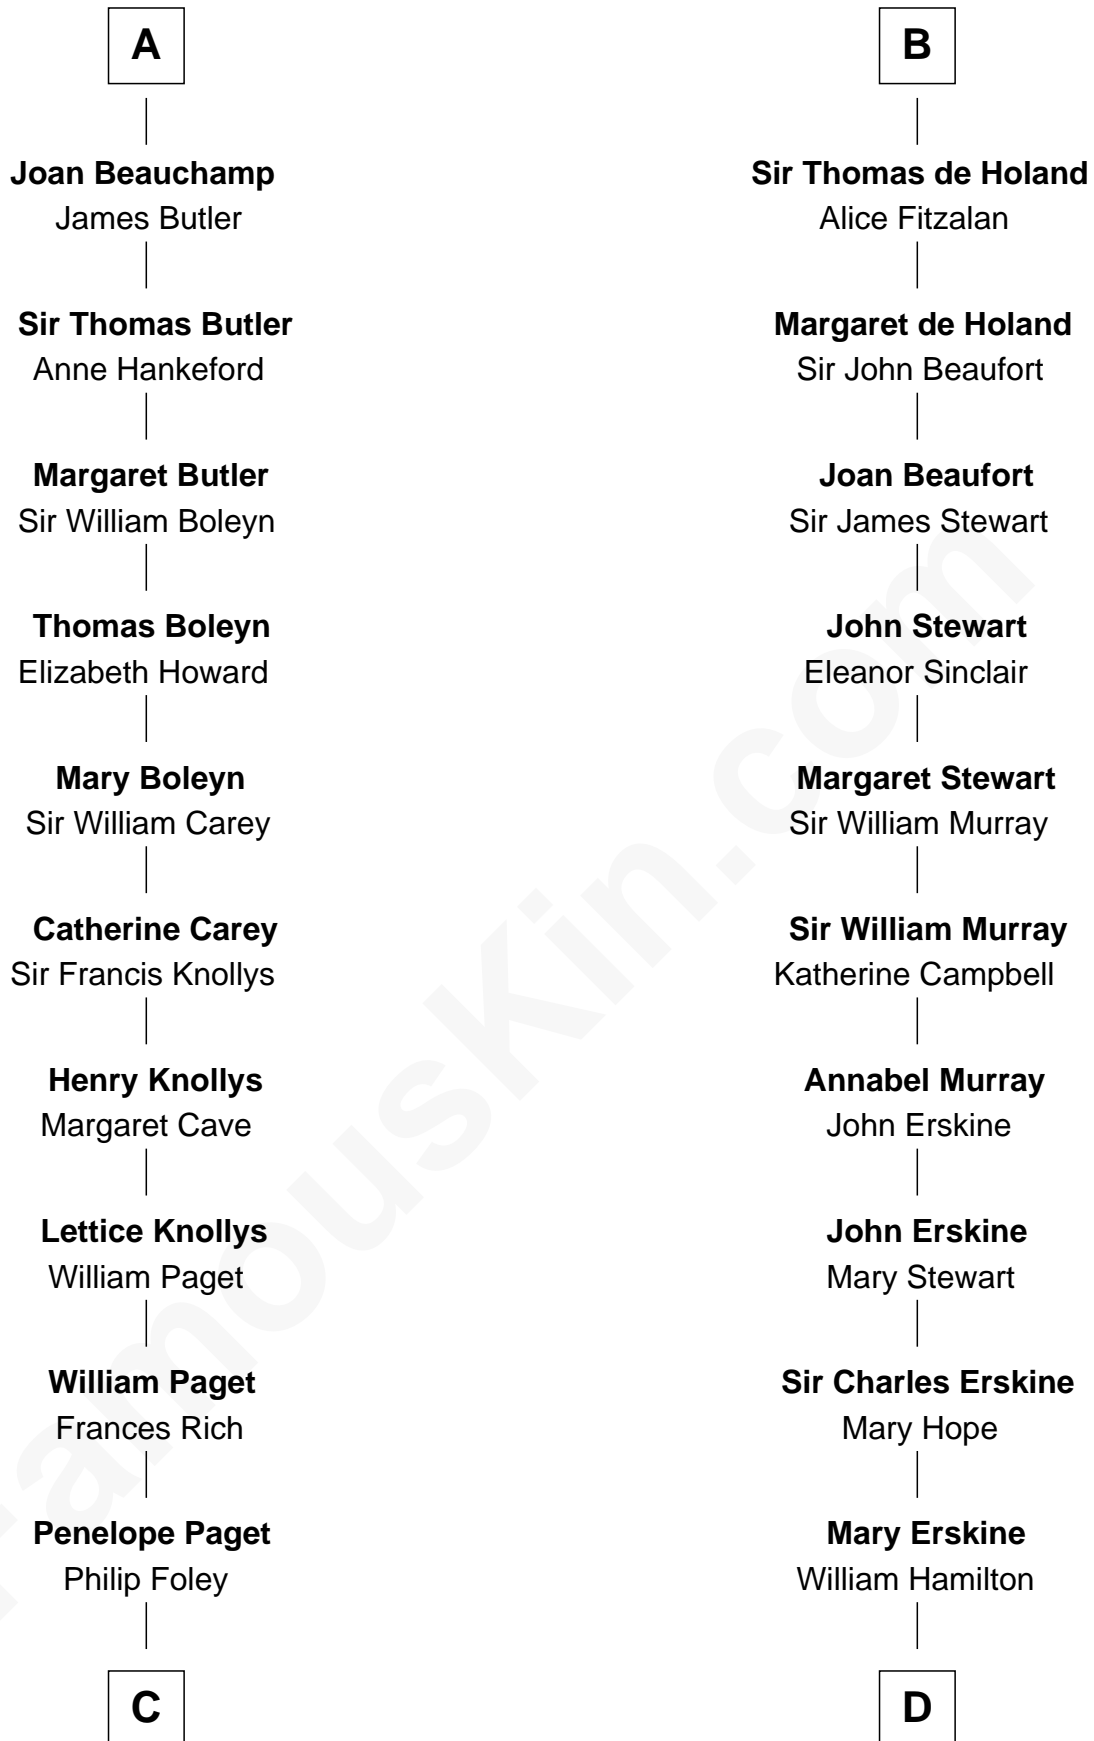 A
Joan Beauchamp
James Butler
Sir Thomas Butler
Anne Hankeford
Margaret Butler
Sir William Boleyn
Thomas Boleyn
Elizabeth Howard
Mary Boleyn
Sir William Carey
Catherine Carey
Sir Francis Knollys
Henry Knollys
Margaret Cave
Lettice Knollys
William Paget
William Paget
Frances Rich
Penelope Paget
Philip Foley
C
B
Sir Thomas de Holand
Alice Fitzalan
Margaret de Holand
Sir John Beaufort
Joan Beaufort
Sir James Stewart
John Stewart
Eleanor Sinclair
Margaret Stewart
Sir William Murray
Sir William Murray
Katherine Campbell
Annabel Murray
John Erskine
John Erskine
Mary Stewart
Sir Charles Erskine
Mary Hope
Mary Erskine
William Hamilton
D
FamousKin.com